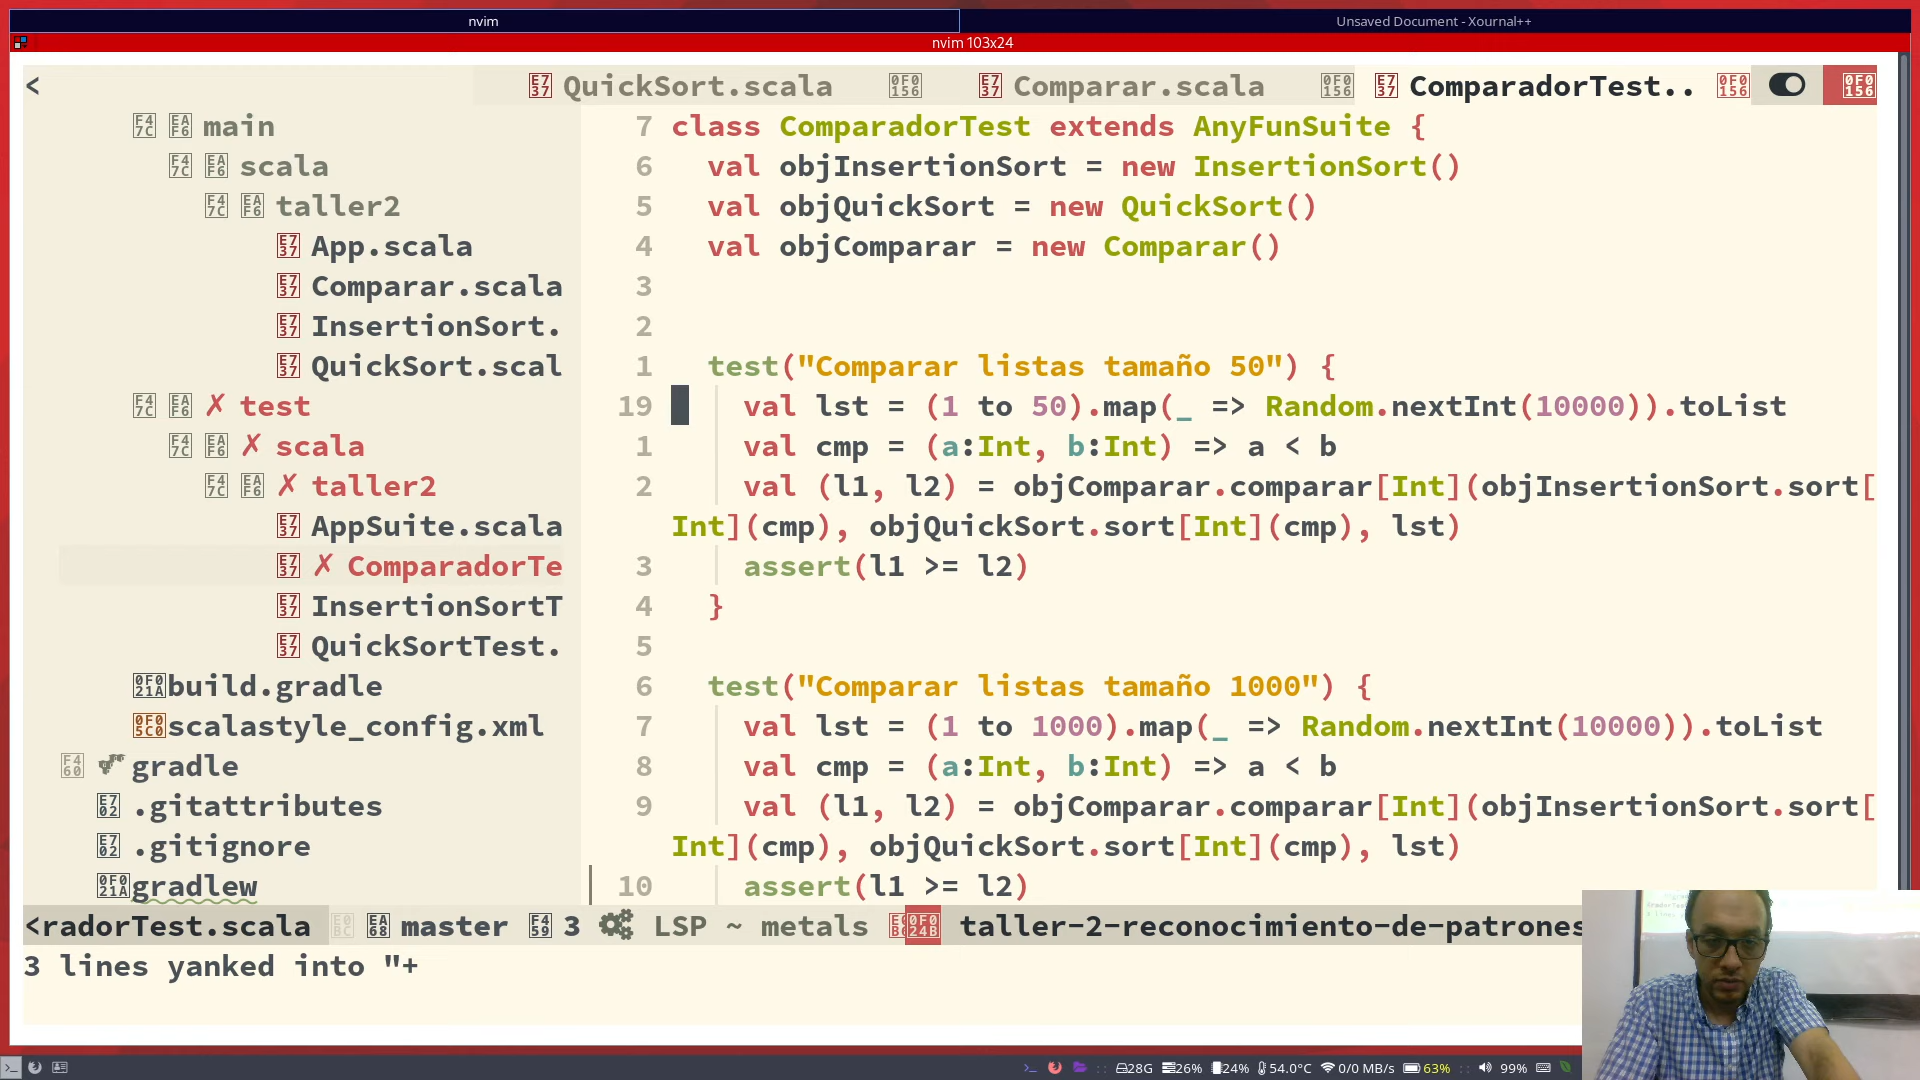 nvim
Unsaved Document - Xournal++
nvim 103x24
<
QuickSort.scala
Comparar.scala
ComparadorTest..
main
scala
taller2
App.scala
Comparar.scala
InsertionSort.
QuickSort.scal
✗ test
✗ scala
✗ taller2
AppSuite.scala
✗ ComparadorTe
InsertionSortT
QuickSortTest.
build.gradle
scalastyle_config.xml
gradle
.gitattributes
.gitignore
gradlew
7 class ComparadorTest extends AnyFunSuite {
6 val objInsertionSort = new InsertionSort()
5 val objQuickSort = new QuickSort()
4 val objComparar = new Comparar()
3
2
1 test("Comparar listas tamaño 50") {
19 val lst = (1 to 50).map(_ => Random.nextInt(10000)).toList
1 val cmp = (a:Int, b:Int) => a < b
2 val (l1, l2) = objComparar.comparar[Int](objInsertionSort.sort[
Int](cmp), objQuickSort.sort[Int](cmp), lst)
3 assert(l1 >= l2)
4 }
5
6 test("Comparar listas tamaño 1000") {
7 val lst = (1 to 1000).map(_ => Random.nextInt(10000)).toList
8 val cmp = (a:Int, b:Int) => a < b
9 val (l1, l2) = objComparar.comparar[Int](objInsertionSort.sort[
Int](cmp), objQuickSort.sort[Int](cmp), lst)
10 assert(l1 >= l2)
<radorTest.scala master 3 LSP ~ metals taller-2-reconocimiento-de-patrones
3 lines yanked into "+
28G 26% 24% 54.0°C 0/0 MB/s 63% 99%